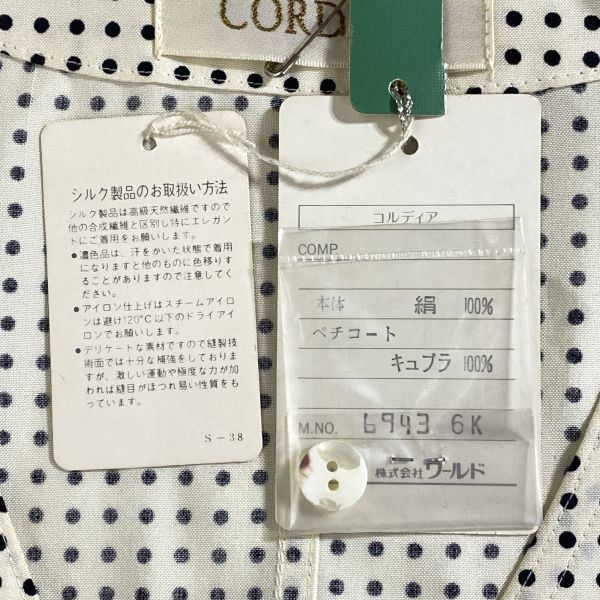 CORD
シルク製品のお取扱い方法
シルク製品は高級天然繊維ですので
他の合成繊維と区別し特にエレガン
トにご着用をお願いします。
●濃色品は、汗をかいた状態で着用
になりますと他のものに色移りす
ることがありますので注意してく
ださい。
●アイロン仕上げはスチームアイロ
ンは避け120℃以下のドライアイ
ロンでお願いします。
●デリケートな素材ですので縫製技
術面では十分な補強をしておりま
すが、激しい運動や極度な力が加
われば縫目がほつれ易い性質をも
っています。
S-38
コルディア
COMP
本体 絹 100%
ペチコート
キュプラ 100%
M.NO. 6943 6K
株式会社 ワールド